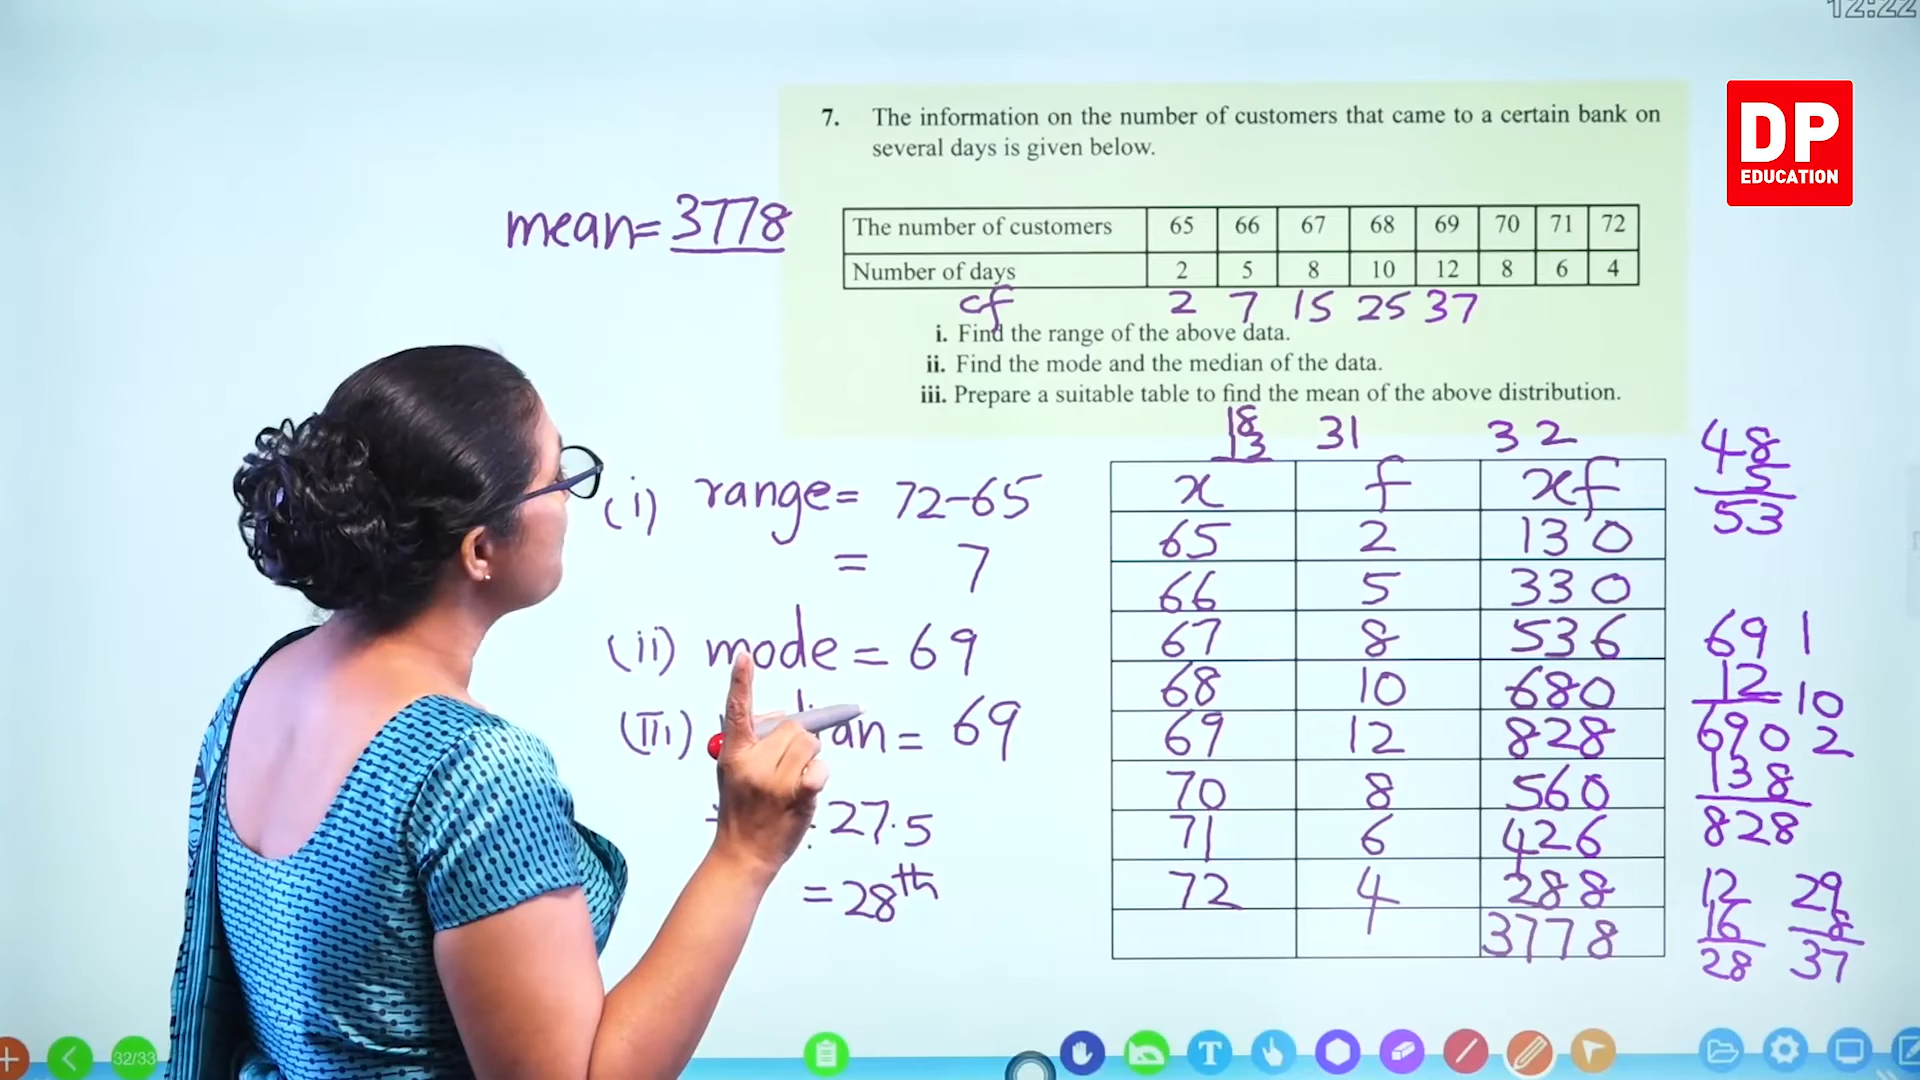 12:22
DP
EDUCATION
7. The information on the number of customers that came to a certain bank on
several days is given below.
mean= 3778
The number of customers 65 66 67 68 69 70 71 72
Number of days 2 5 8 10 12 8 6 4
cf 2 7 15 25 37
i. Find the range of the above data.
ii. Find the mode and the median of the data.
iii. Prepare a suitable table to find the mean of the above distribution.
18 31 32
13
(i) range= 72-65
= 7
(ii) mode = 69
(iii) an = 69
27.5
= 28th
x f xf
65 2 130
66 5 330
67 8 536
68 10 680
69 12 828
70 8 560
71 6 426
72 4 288
3778
48
5
53
69 1
12 10
690 2
138
828
12 29
16 8
28 37
32/33
T